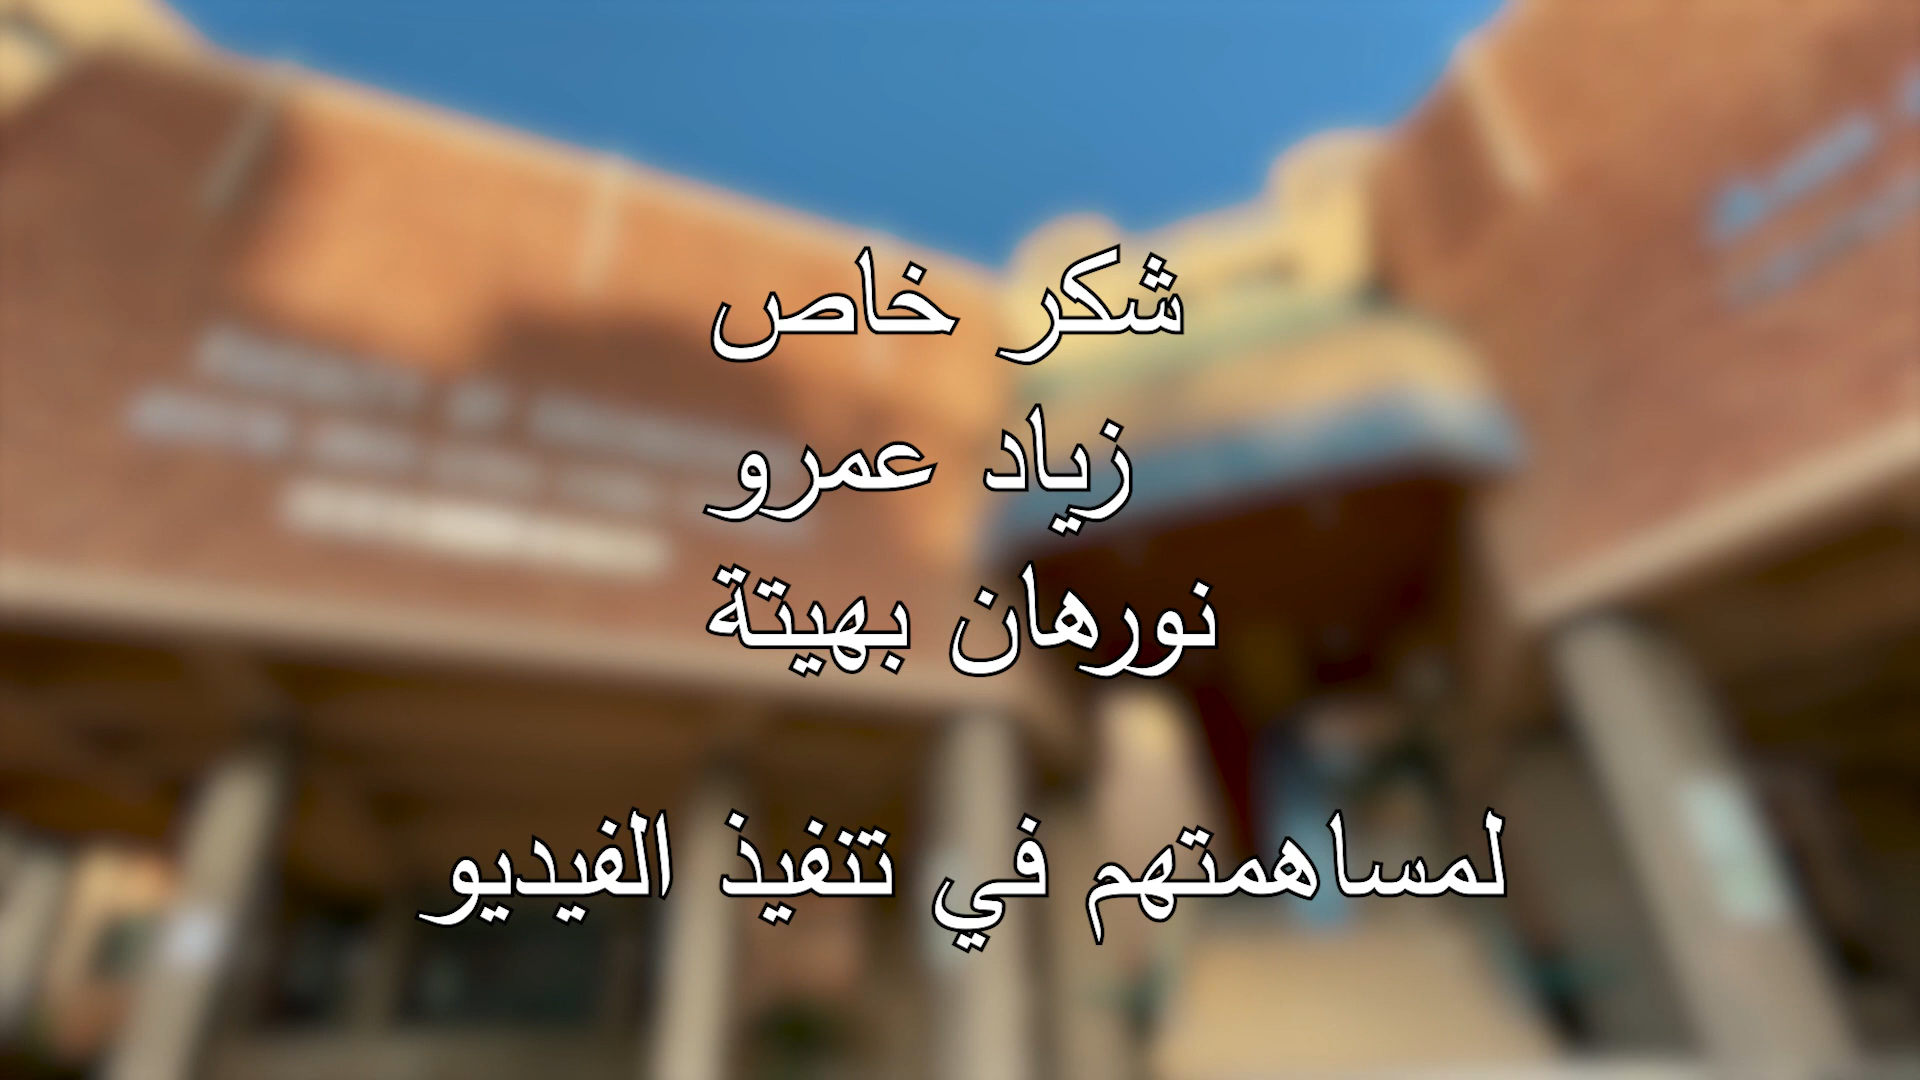 شكر خاص
زياد عمرو
نورهان بهيتة
لمساهمتهم في تنفيذ الفيديو